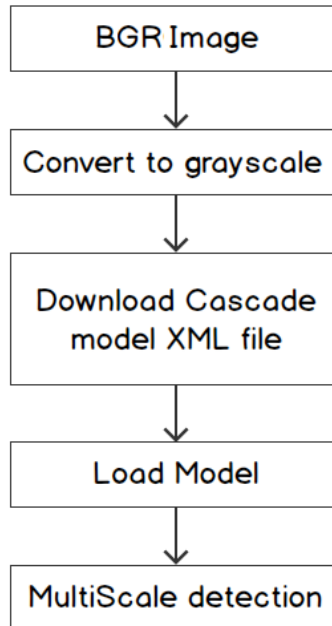 BGR Image
Convert to grayscale
Download Cascade
model XML file
Load Model
MultiScale detection